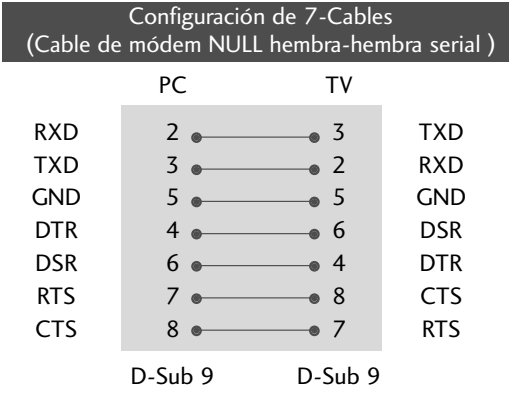 Configuración de 7-Cables
(Cable de módem NULL hembra-hembra serial )
PC TV
RXD 2 3 TXD
TXD 3 2 RXD
GND 5 5 GND
DTR 4 6 DSR
DSR 6 4 DTR
RTS 7 8 CTS
CTS 8 7 RTS
D-Sub 9 D-Sub 9